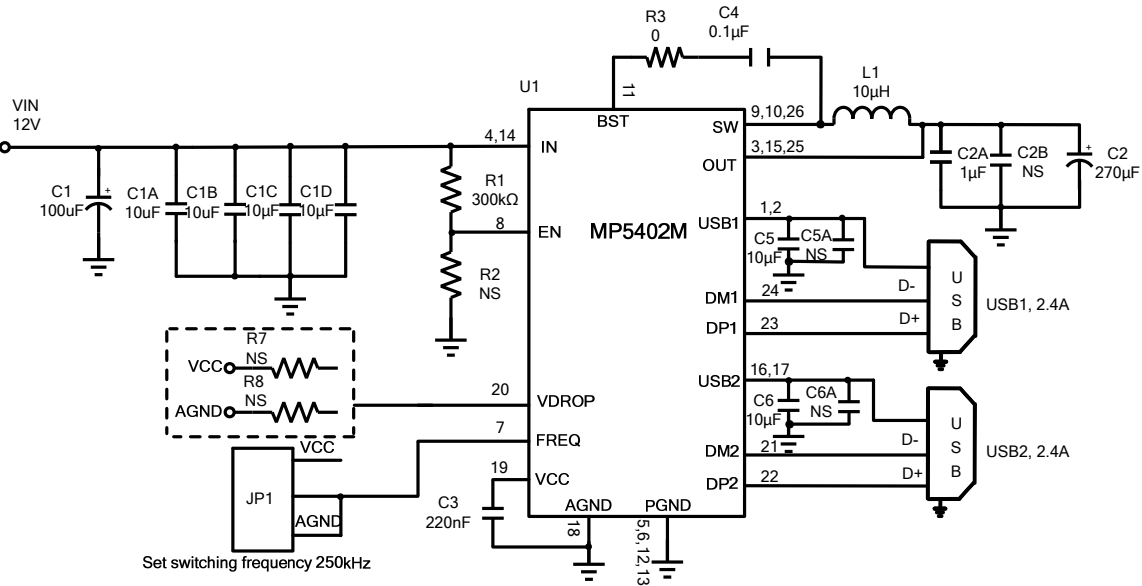 R3
0
C4
0.1µF
U1
11
BST
VIN
12V
4,14
IN
SW
9,10,26
L1
10µH
OUT
3,15,25
C2A
1µF
C2B
NS
C2
270µF
+
C1
100uF
+
C1A
10uF
C1B
10uF
C1C
10µF
C1D
10µF
R1
300kΩ
8
EN
R2
NS
MP5402M
USB1
1,2
C5
10µF
C5A
NS
DM1
24
D-
DP1
23
D+
U
S
B
USB1, 2.4A
R7
VCC
NS
R8
AGND
NS
20
VDROP
7
FREQ
19
VCC
USB2
16,17
C6
10µF
C6A
NS
DM2
21
D-
DP2
22
D+
U
S
B
USB2, 2.4A
VCC
JP1
AGND
C3
220nF
AGND
18
PGND
5,6,12,13
Set switching frequency 250kHz